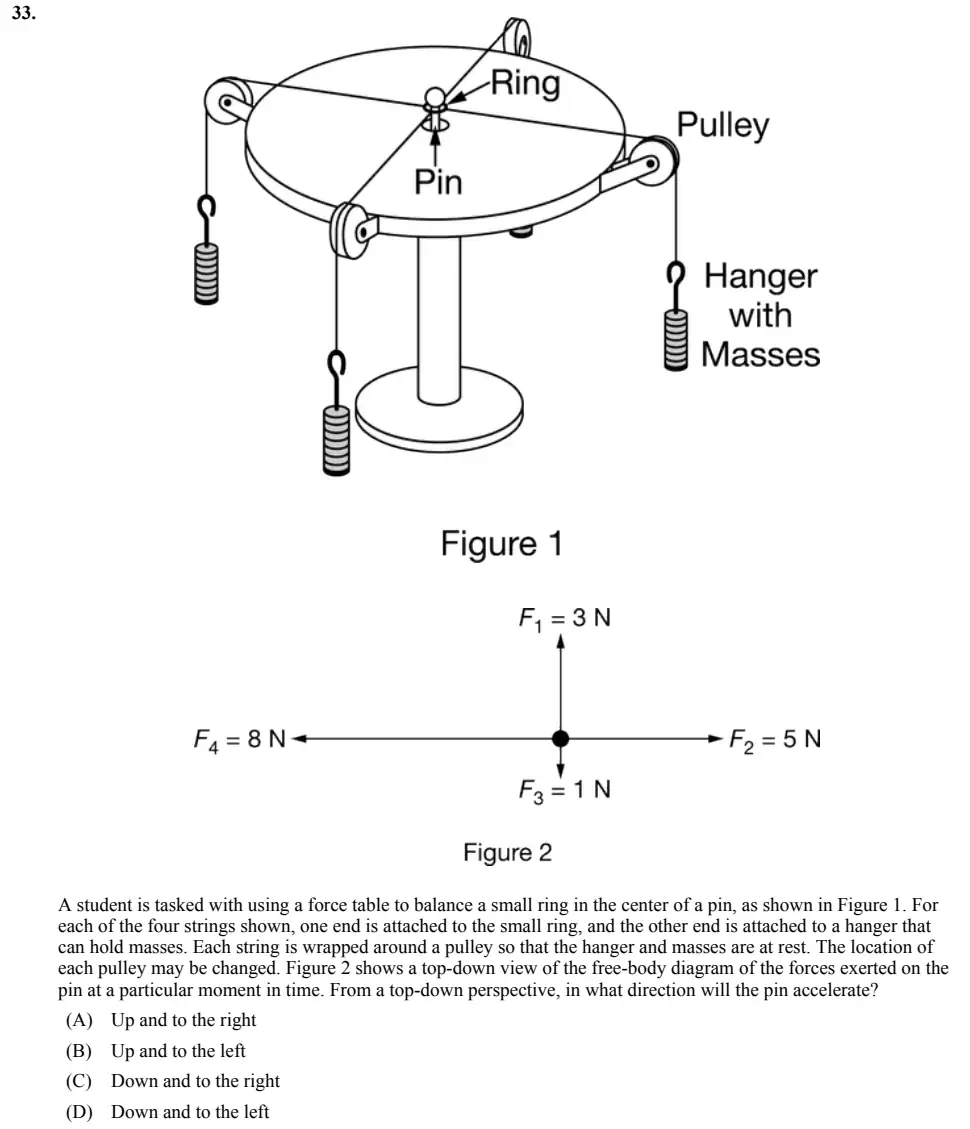 33.
Ring
Pulley
Pin
Hanger
with
Masses
Figure 1
F₁ = 3 N
F₄ = 8 N
F₂ = 5 N
F₃ = 1 N
Figure 2
A student is tasked with using a force table to balance a small ring in the center of a pin, as shown in Figure 1. For
each of the four strings shown, one end is attached to the small ring, and the other end is attached to a hanger that
can hold masses. Each string is wrapped around a pulley so that the hanger and masses are at rest. The location of
each pulley may be changed. Figure 2 shows a top-down view of the free-body diagram of the forces exerted on the
pin at a particular moment in time. From a top-down perspective, in what direction will the pin accelerate?
(A) Up and to the right
(B) Up and to the left
(C) Down and to the right
(D) Down and to the left